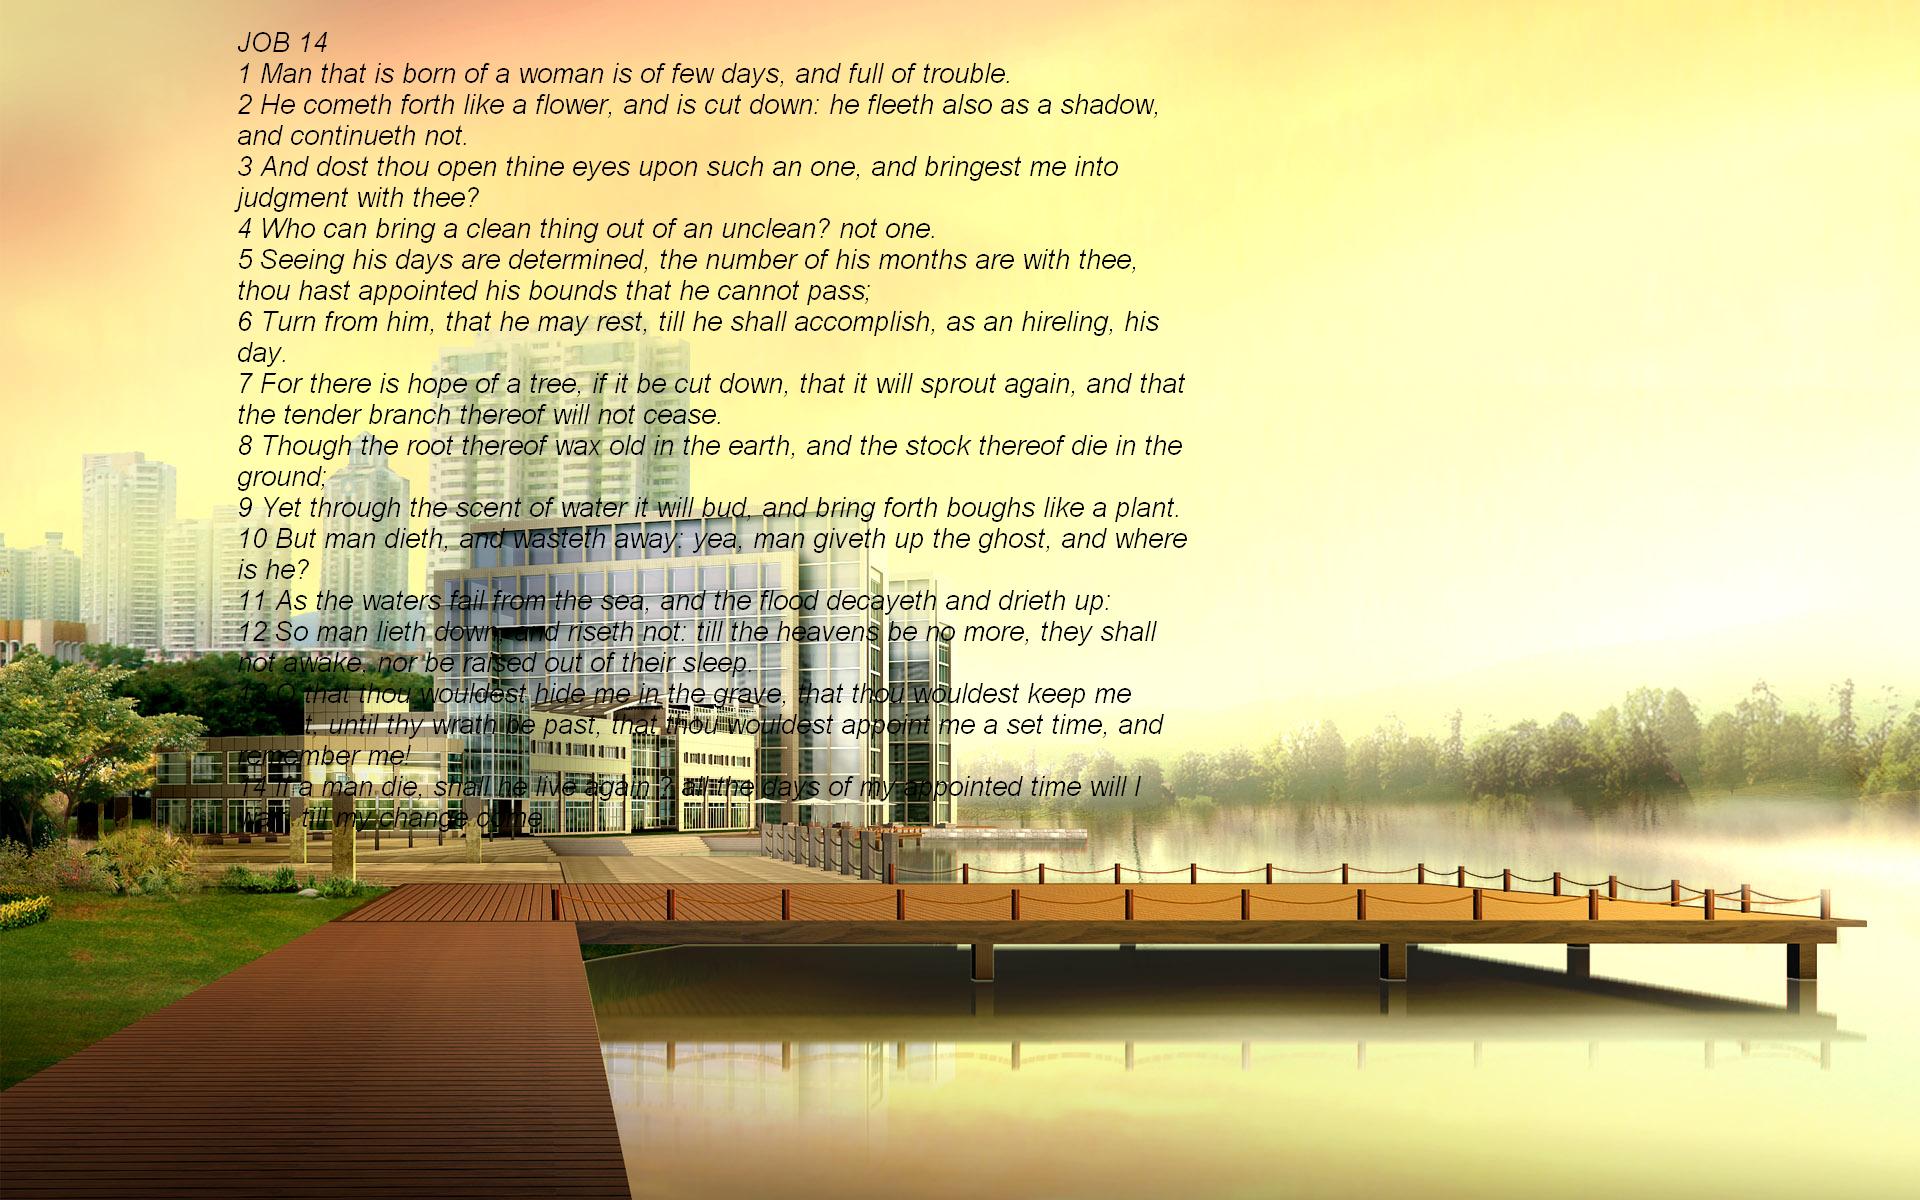 JOB 14
1 Man that is born of a woman is of few days, and full of trouble.
2 He cometh forth like a flower, and is cut down: he fleeth also as a shadow,
and continueth not.
3 And dost thou open thine eyes upon such an one, and bringest me into
judgment with thee?
4 Who can bring a clean thing out of an unclean? not one.
5 Seeing his days are determined, the number of his months are with thee,
thou hast appointed his bounds that he cannot pass;
6 Turn from him, that he may rest, till he shall accomplish, as an hireling, his
day.
7 For there is hope of a tree, if it be cut down, that it will sprout again, and that
the tender branch thereof will not cease.
8 Though the root thereof wax old in the earth, and the stock thereof die in the
ground;
9 Yet through the scent of water it will bud, and bring forth boughs like a plant.
10 But man dieth, and wasteth away: yea, man giveth up the ghost, and where
is he?
11 As the waters fail from the sea, and the flood decayeth and drieth up:
12 So man lieth down, and riseth not: till the heavens be no more, they shall
not awake, nor be raised out of their sleep.
13 O that thou wouldest hide me in the grave, that thou wouldest keep me
until thy wrath be past, that thou wouldest appoint me a set time, and
remember me!
14 If a man die, shall he live again ? all the days of my appointed time will I
wait, till my change come